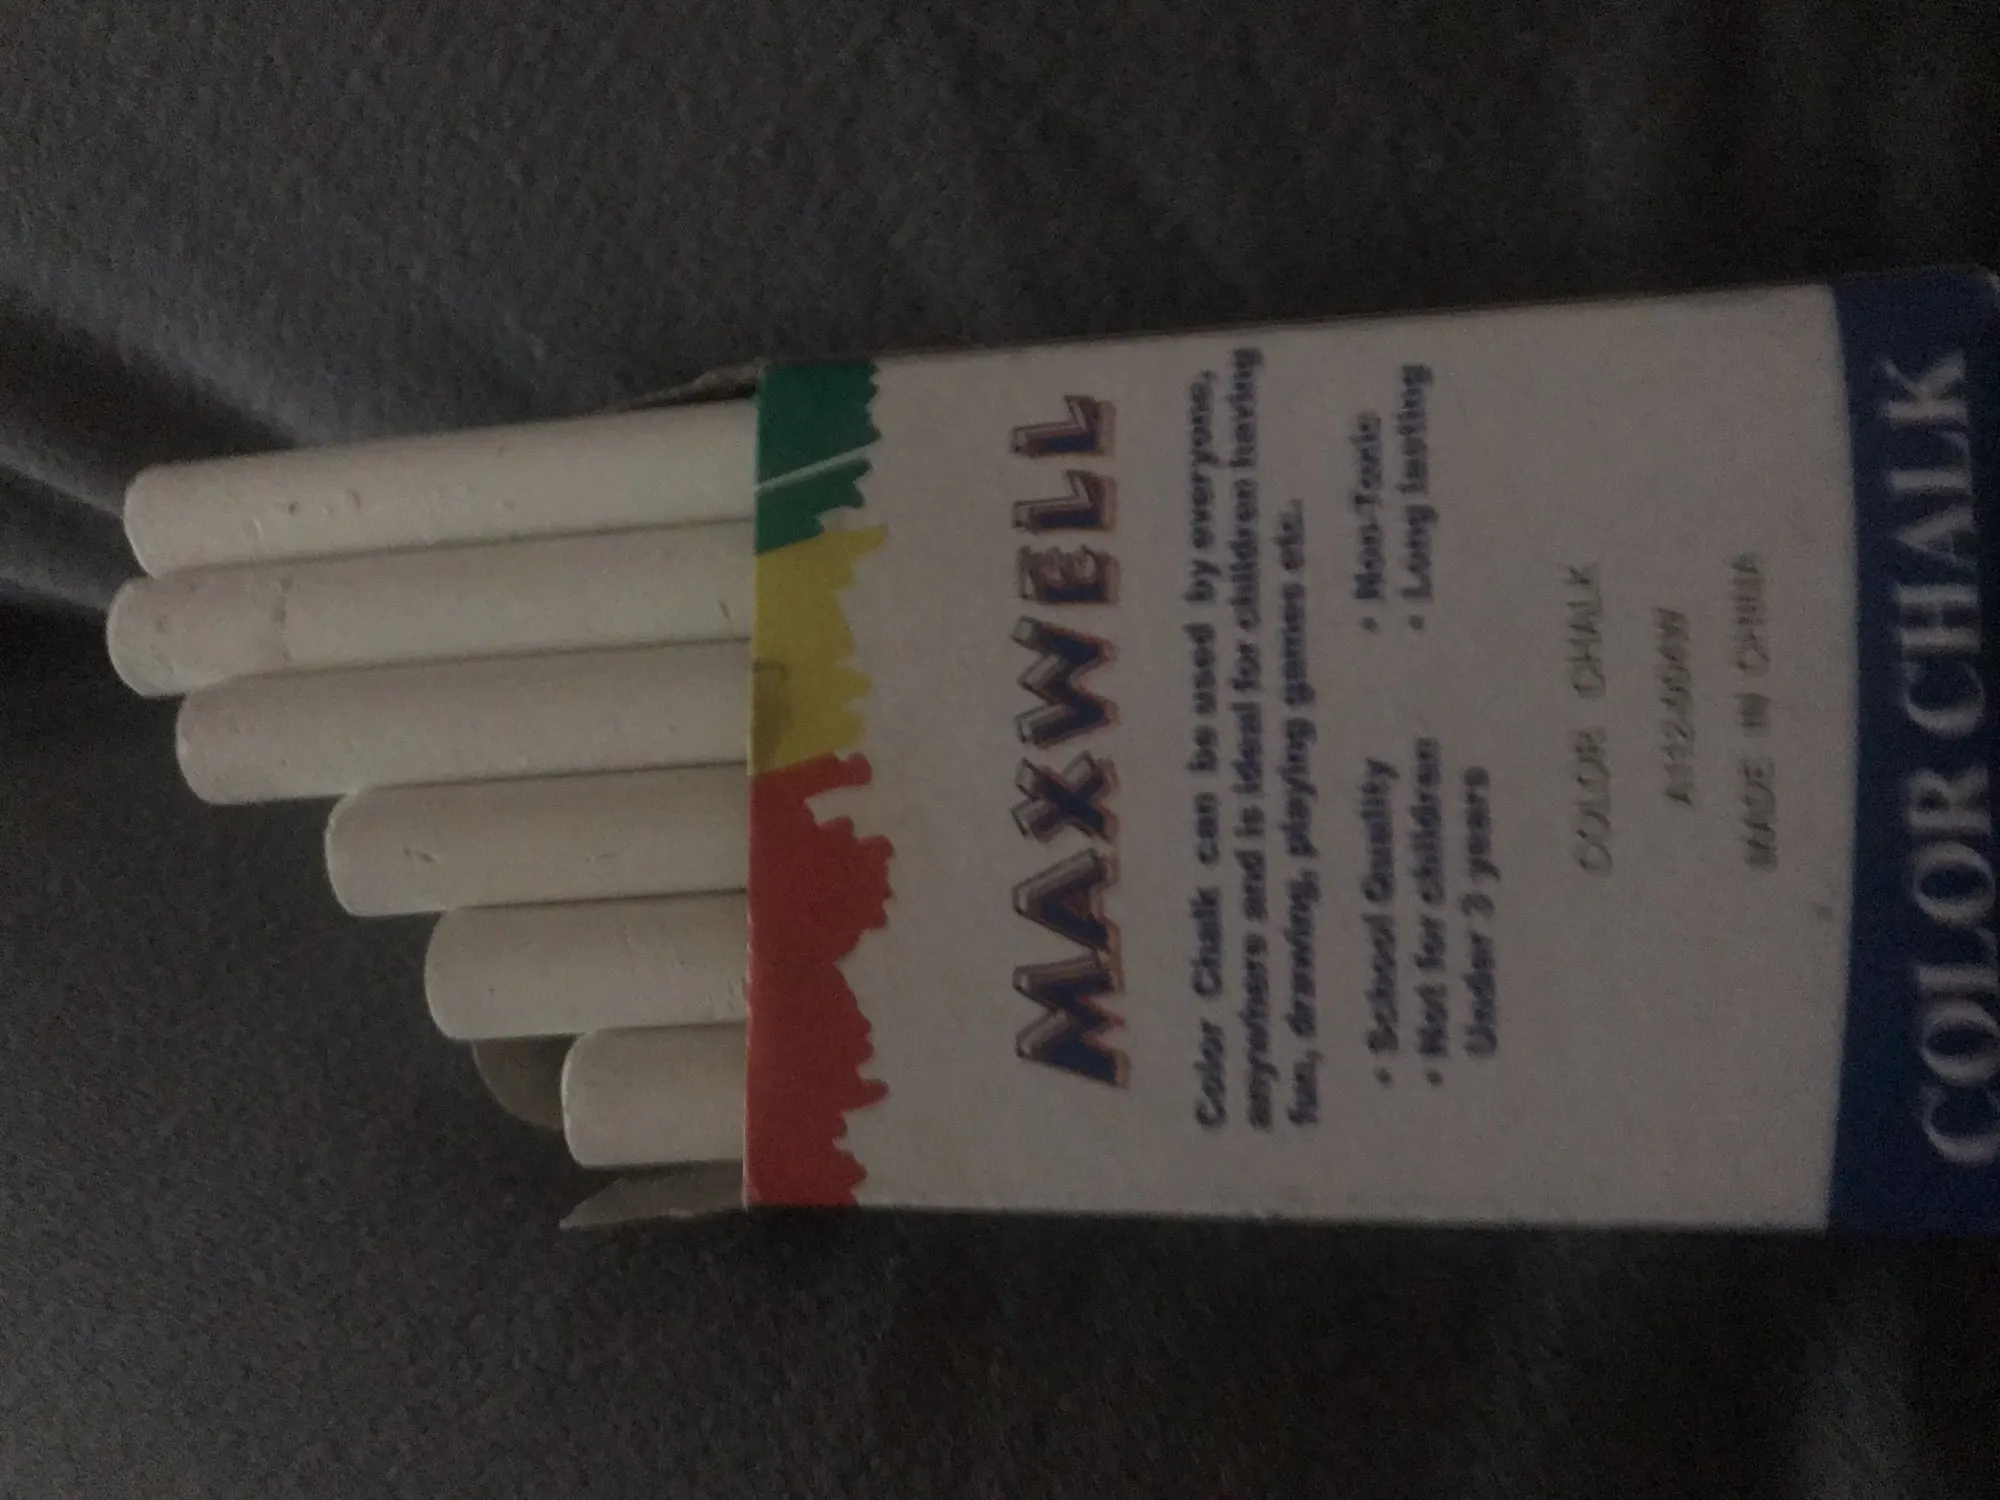 MAXWELL
Color Chalk can be used by everyone,
anywhere and is ideal for children having
fun, drawing, playing games etc.
• School Quality
• Not for children
Under 3 years
• Non-Toxic
• Long lasting
COLOR CHALK
MADE IN CHINA
COLOR CHALK